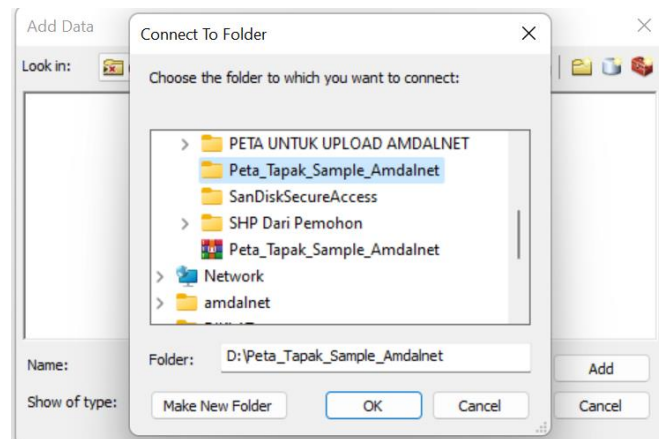 Add Data
Connect To Folder
Look in:
Choose the folder to which you want to connect:
PETA UNTUK UPLOAD AMDALNET
Peta_Tapak_Sample_Amdalnet
SanDiskSecureAccess
SHP Dari Pemohon
Peta_Tapak_Sample_Amdalnet
Network
amdalnet
Folder: D:\Peta_Tapak_Sample_Amdalnet
Name:
Add
Show of type:
Make New Folder OK Cancel
Cancel